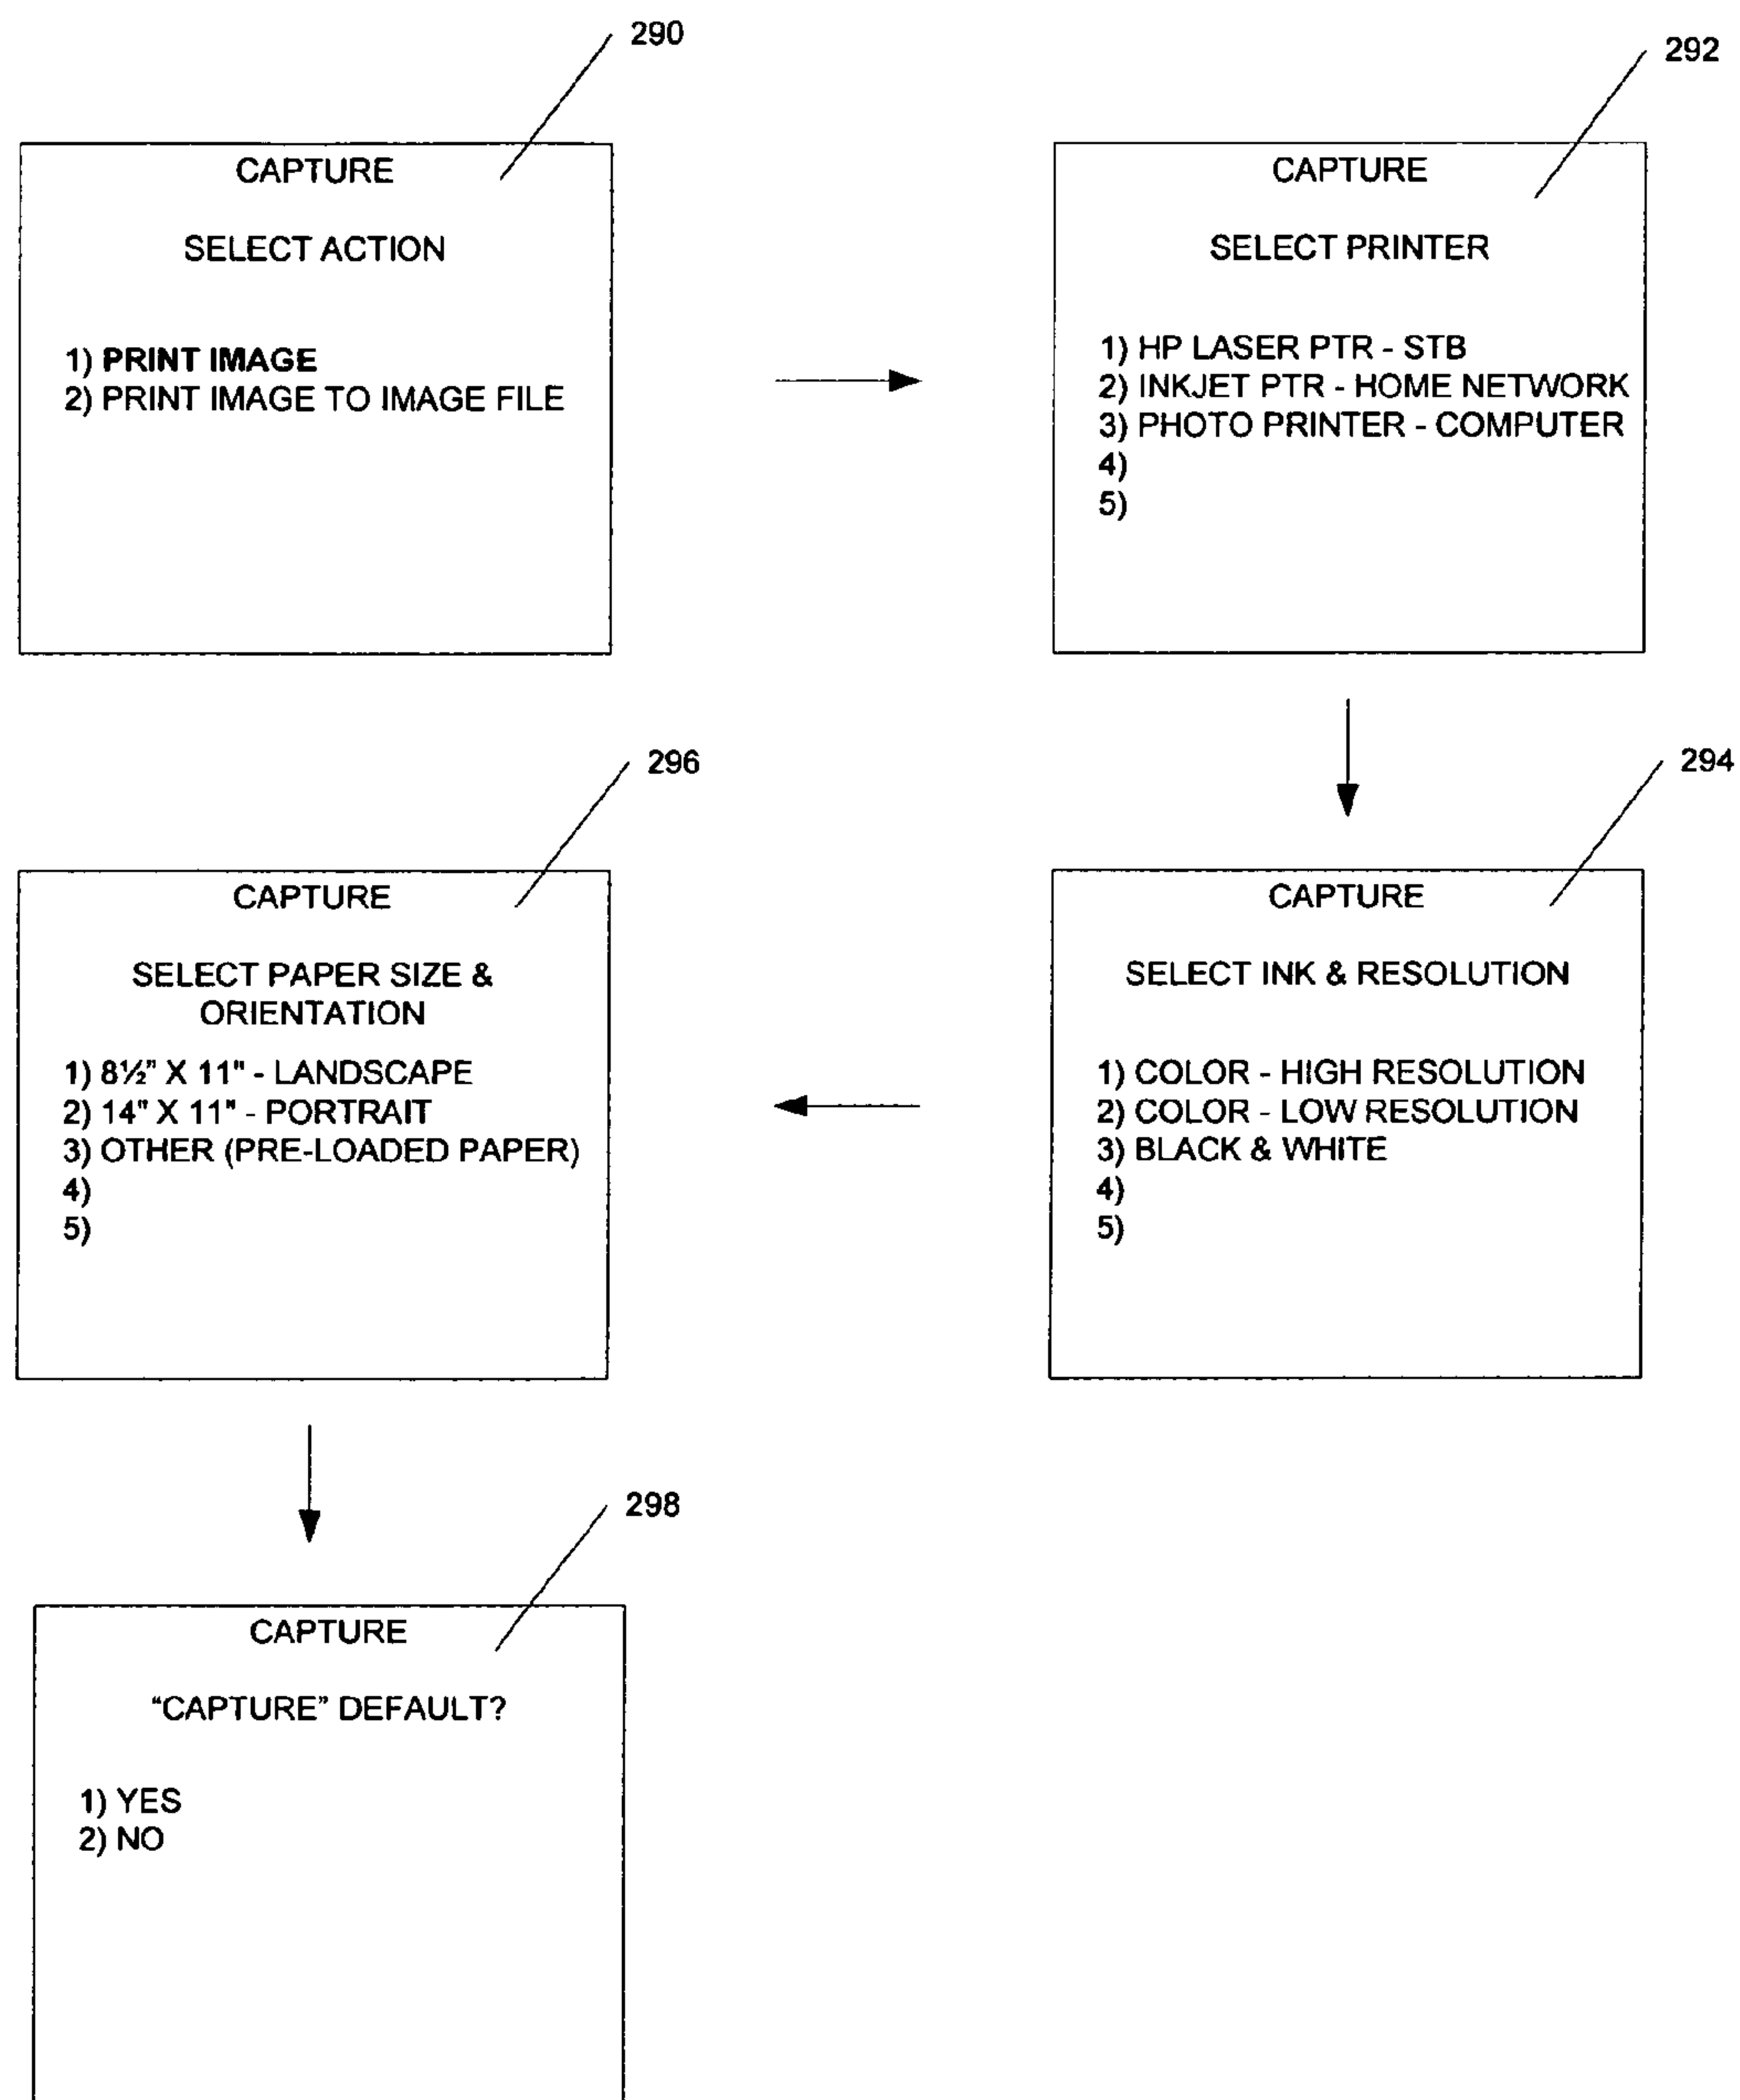 290
CAPTURE
SELECT ACTION
1) PRINT IMAGE
2) PRINT IMAGE TO IMAGE FILE
292
CAPTURE
SELECT PRINTER
1) HP LASER PTR - STB
2) INKJET PTR - HOME NETWORK
3) PHOTO PRINTER - COMPUTER
4)
5)
294
CAPTURE
SELECT INK & RESOLUTION
1) COLOR - HIGH RESOLUTION
2) COLOR - LOW RESOLUTION
3) BLACK & WHITE
4)
5)
296
CAPTURE
SELECT PAPER SIZE &
ORIENTATION
1) 8½" X 11" - LANDSCAPE
2) 14" X 11" - PORTRAIT
3) OTHER (PRE-LOADED PAPER)
4)
5)
298
CAPTURE
“CAPTURE” DEFAULT?
1) YES
2) NO